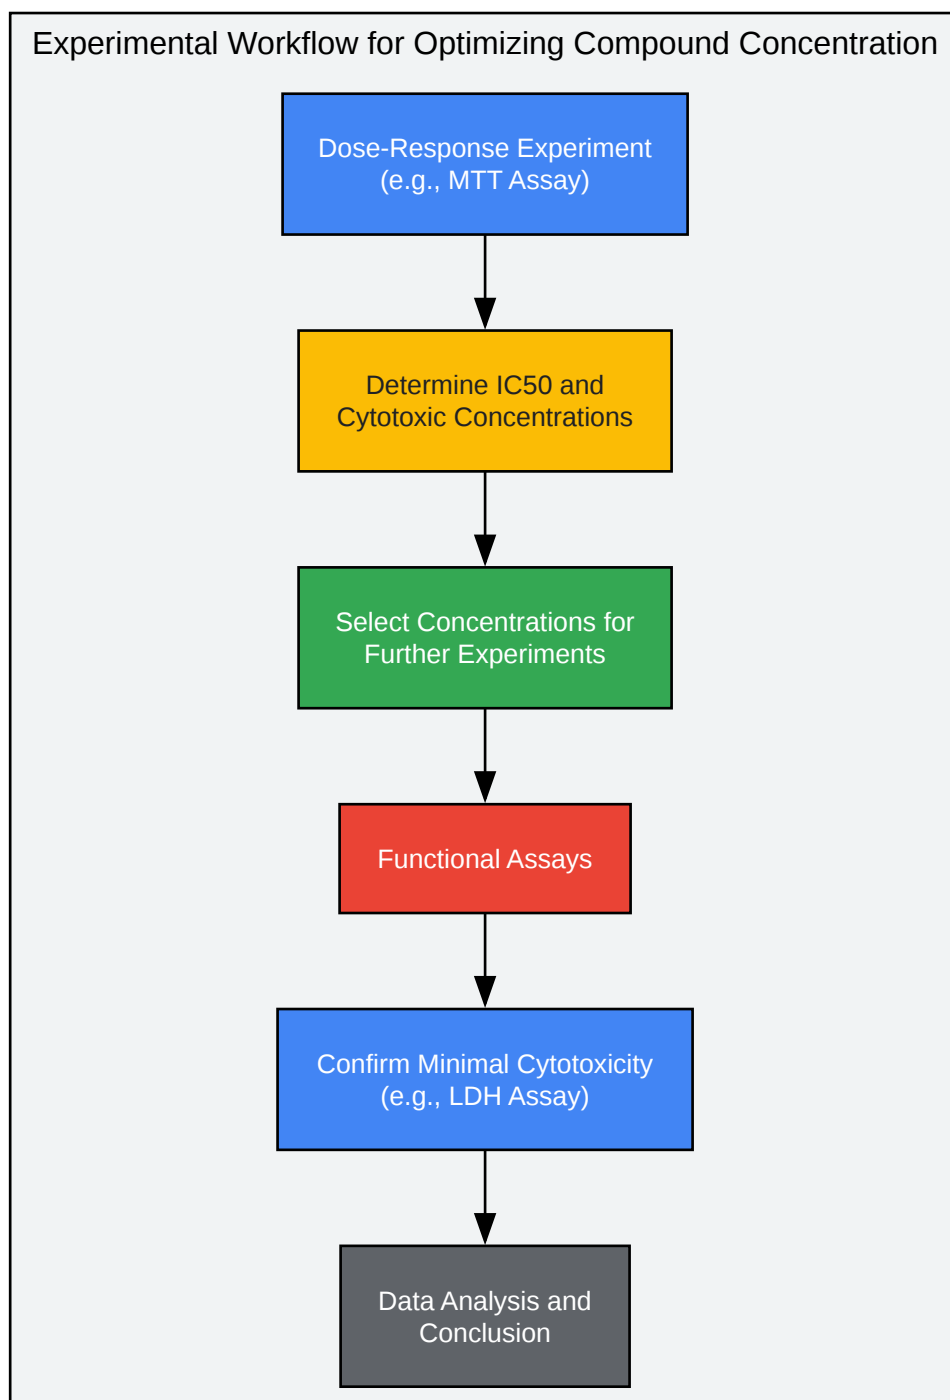 Experimental Workflow for Optimizing Compound Concentration
Dose-Response Experiment
(e.g., MTT Assay)
Determine IC50 and
Cytotoxic Concentrations
Select Concentrations for
Further Experiments
Functional Assays
Confirm Minimal Cytotoxicity
(e.g., LDH Assay)
Data Analysis and
Conclusion